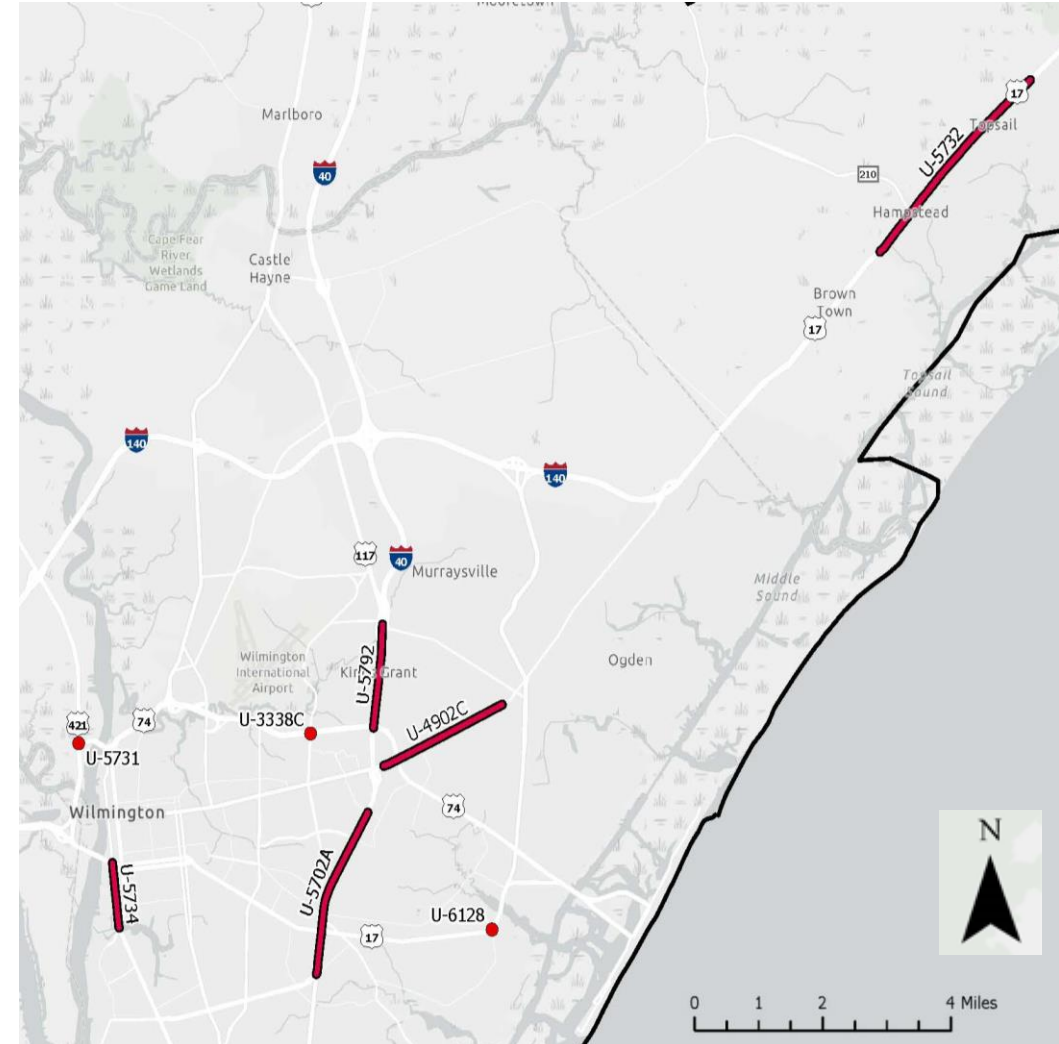 Mooretown
17
Topsail
Marlboro
U-5732
40
210
Hampstead
Cape Fear
River
Wetlands
Game Land
Castle
Hayne
Brown
Town
17
Topsail
Sound
140
140
117
40
Murraysville
Middle
Sound
Wilmington
International
Airport
Kings Grant
U-5792
Ogden
U-4902C
U-3338C
74
421
U-5731
74
Wilmington
U-5734
U-5702A
U-6128
17
N
0 1 2 4 Miles